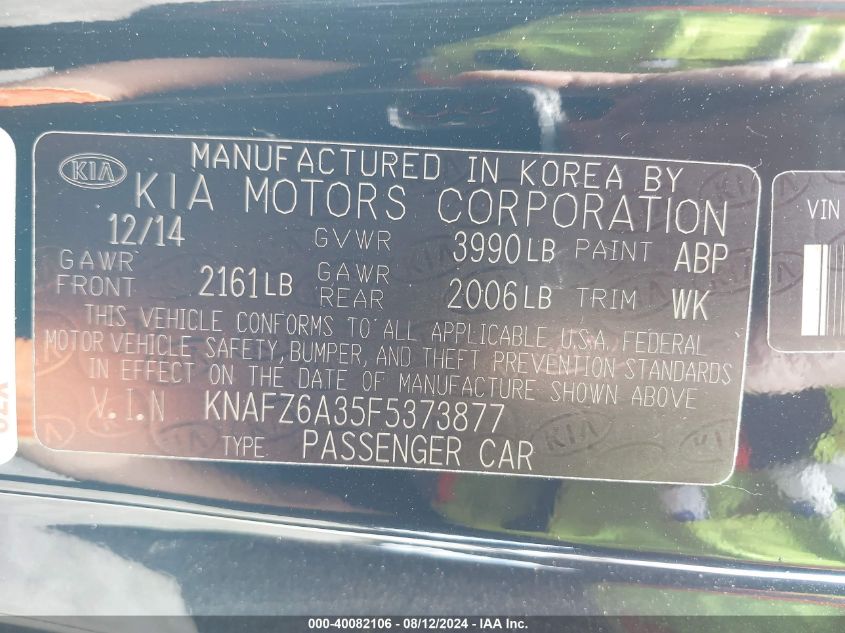 MANUFACTURED IN KOREA BY
KIA
KIA MOTORS CORPORATION
12/14 GVWR 3990LB PAINT ABP
GAWR FRONT 2161LB GAWR REAR 2006LB TRIM WK
THIS VEHICLE CONFORMS TO ALL APPLICABLE U.S.A. FEDERAL
MOTOR VEHICLE SAFETY, BUMPER, AND THEFT PREVENTION STANDARDS
IN EFFECT ON THE DATE OF MANUFACTURE SHOWN ABOVE
V.I.N KNAFZ6A35F5373877
TYPE PASSENGER CAR
VIN
000-40082106 - 08/12/2024 - IAA Inc.